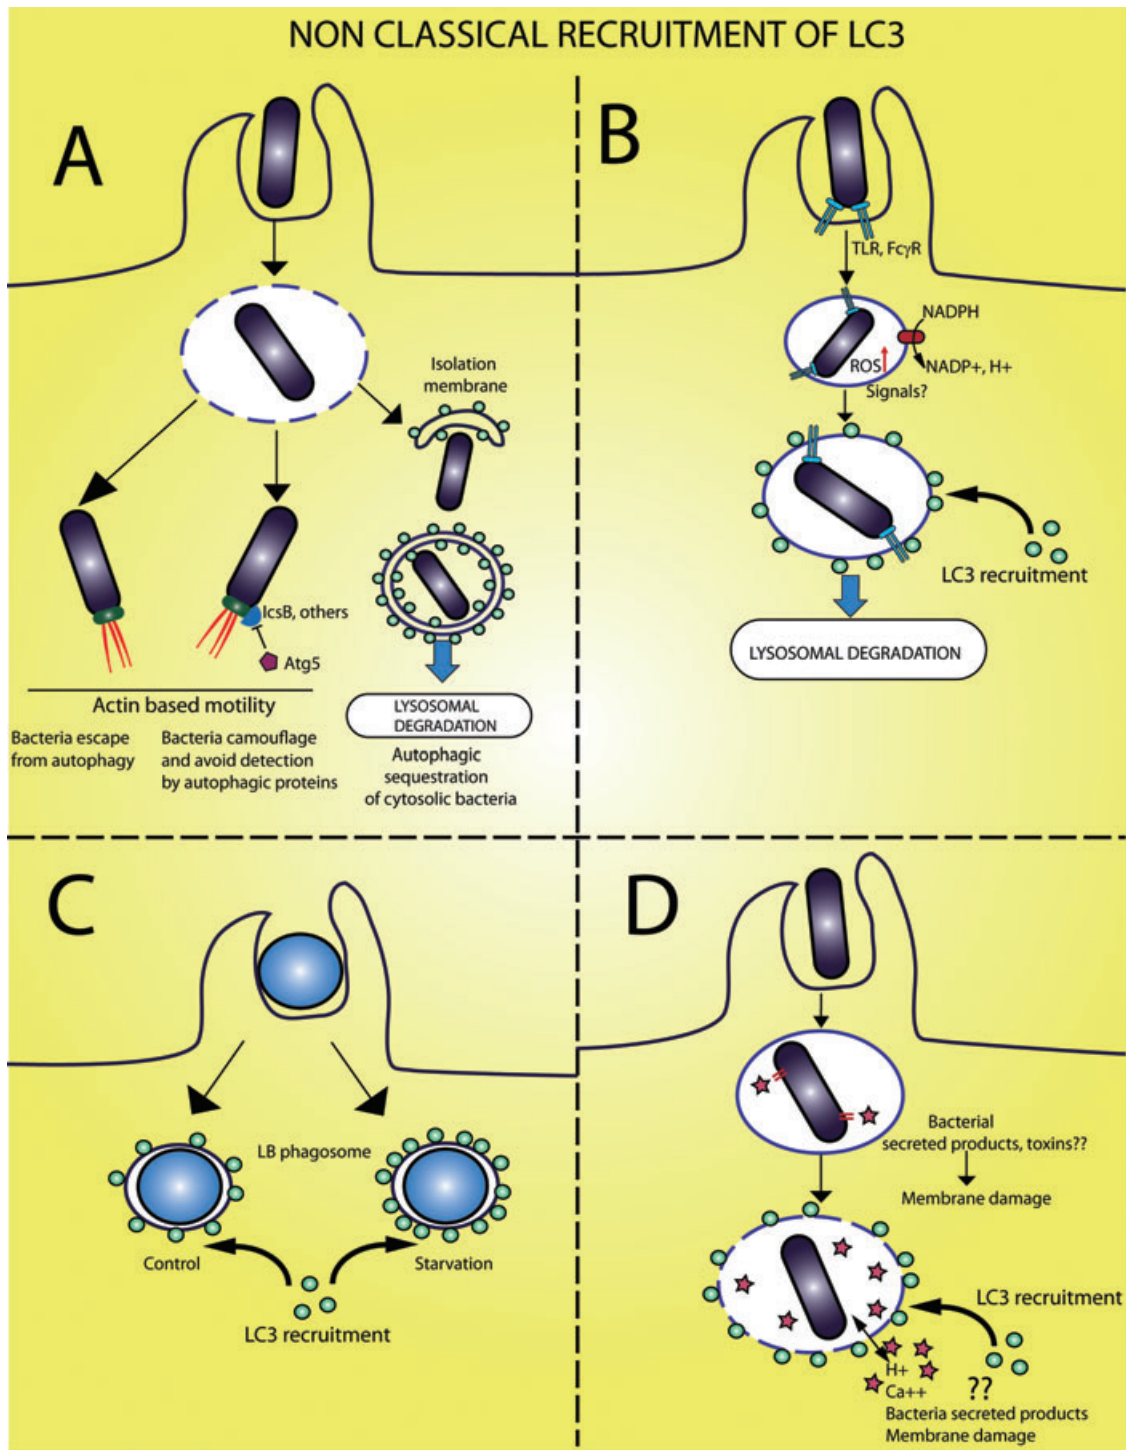 NON CLASSICAL RECRUITMENT OF LC3
A
Isolation
membrane
IcsB, others
Atg5
Actin based motility
Bacteria escape
from autophagy
Bacteria camouflage
and avoid detection
by autophagic proteins
LYSOSOMAL
DEGRADATION
Autophagic
sequestration
of cytosolic bacteria
B
TLR, FcγR
NADPH
ROS
NADP+, H+
Signals?
LC3 recruitment
LYSOSOMAL DEGRADATION
C
LB phagosome
Control
Starvation
LC3 recruitment
D
Bacterial
secreted products, toxins??
Membrane damage
LC3 recruitment
H+
Ca++
??
Bacteria secreted products
Membrane damage